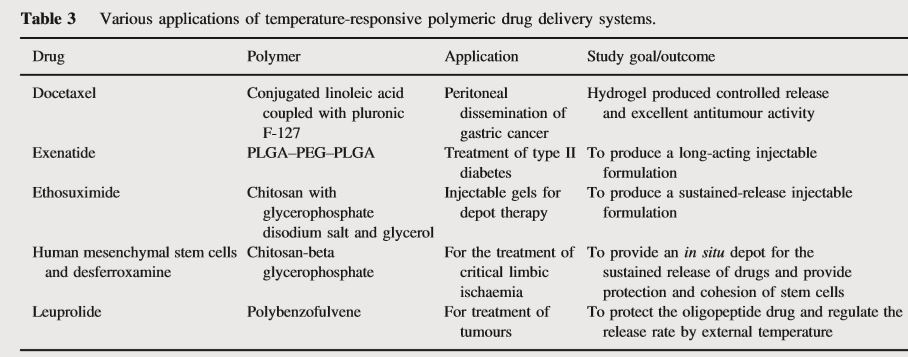 Table 3 Various applications of temperature-responsive polymeric drug delivery systems.
Drug Polymer Application Study goal/outcome
Docetaxel Conjugated linoleic acid Peritoneal Hydrogel produced controlled release
coupled with pluronic dissemination of and excellent antitumour activity
F-127 gastric cancer
Exenatide PLGA–PEG–PLGA Treatment of type II To produce a long-acting injectable
diabetes formulation
Ethosuximide Chitosan with Injectable gels for To produce a sustained-release injectable
glycerophosphate depot therapy formulation
disodium salt and glycerol
Human mesenchymal stem cells Chitosan-beta For the treatment of To provide an in situ depot for the
and desferroxamine glycerophosphate critical limbic sustained release of drugs and provide
ischaemia protection and cohesion of stem cells
Leuprolide Polybenzofulvene For treatment of To protect the oligopeptide drug and regulate the
tumours release rate by external temperature